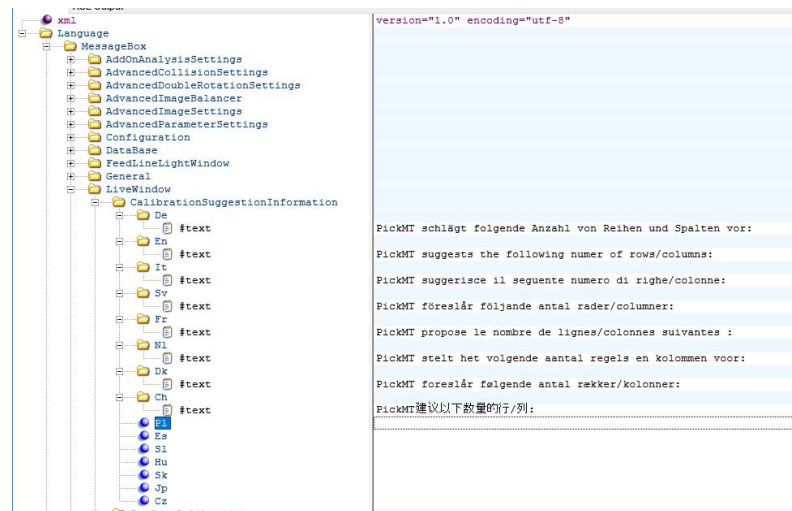 xml version="1.0" encoding="utf-8"
Language
MessageBox
AddOnAnalysisSettings
AdvancedCollisionSettings
AdvancedDoubleRotationSettings
AdvancedImageBalancer
AdvancedImageSettings
AdvancedParameterSettings
Configuration
DataBase
FeedLineLightWindow
General
LiveWindow
CalibrationSuggestionInformation
De
#text PickMT schlägt folgende Anzahl von Reihen und Spalten vor:
En
#text PickMT suggests the following numer of rows/columns:
It
#text PickMT suggerisce il seguente numero di righe/colonne:
Sv
#text PickMT föreslår följande antal rader/columner:
Fr
#text PickMT propose le nombre de lignes/colonnes suivantes :
Nl
#text PickMT stelt het volgende aantal regels en kolommen voor:
Dk
#text PickMT foreslår følgende antal rækker/kolonner:
Ch
#text PickMT建议以下数量的行/列:
Pl
Es
Sl
Hu
Sk
Jp
Cz